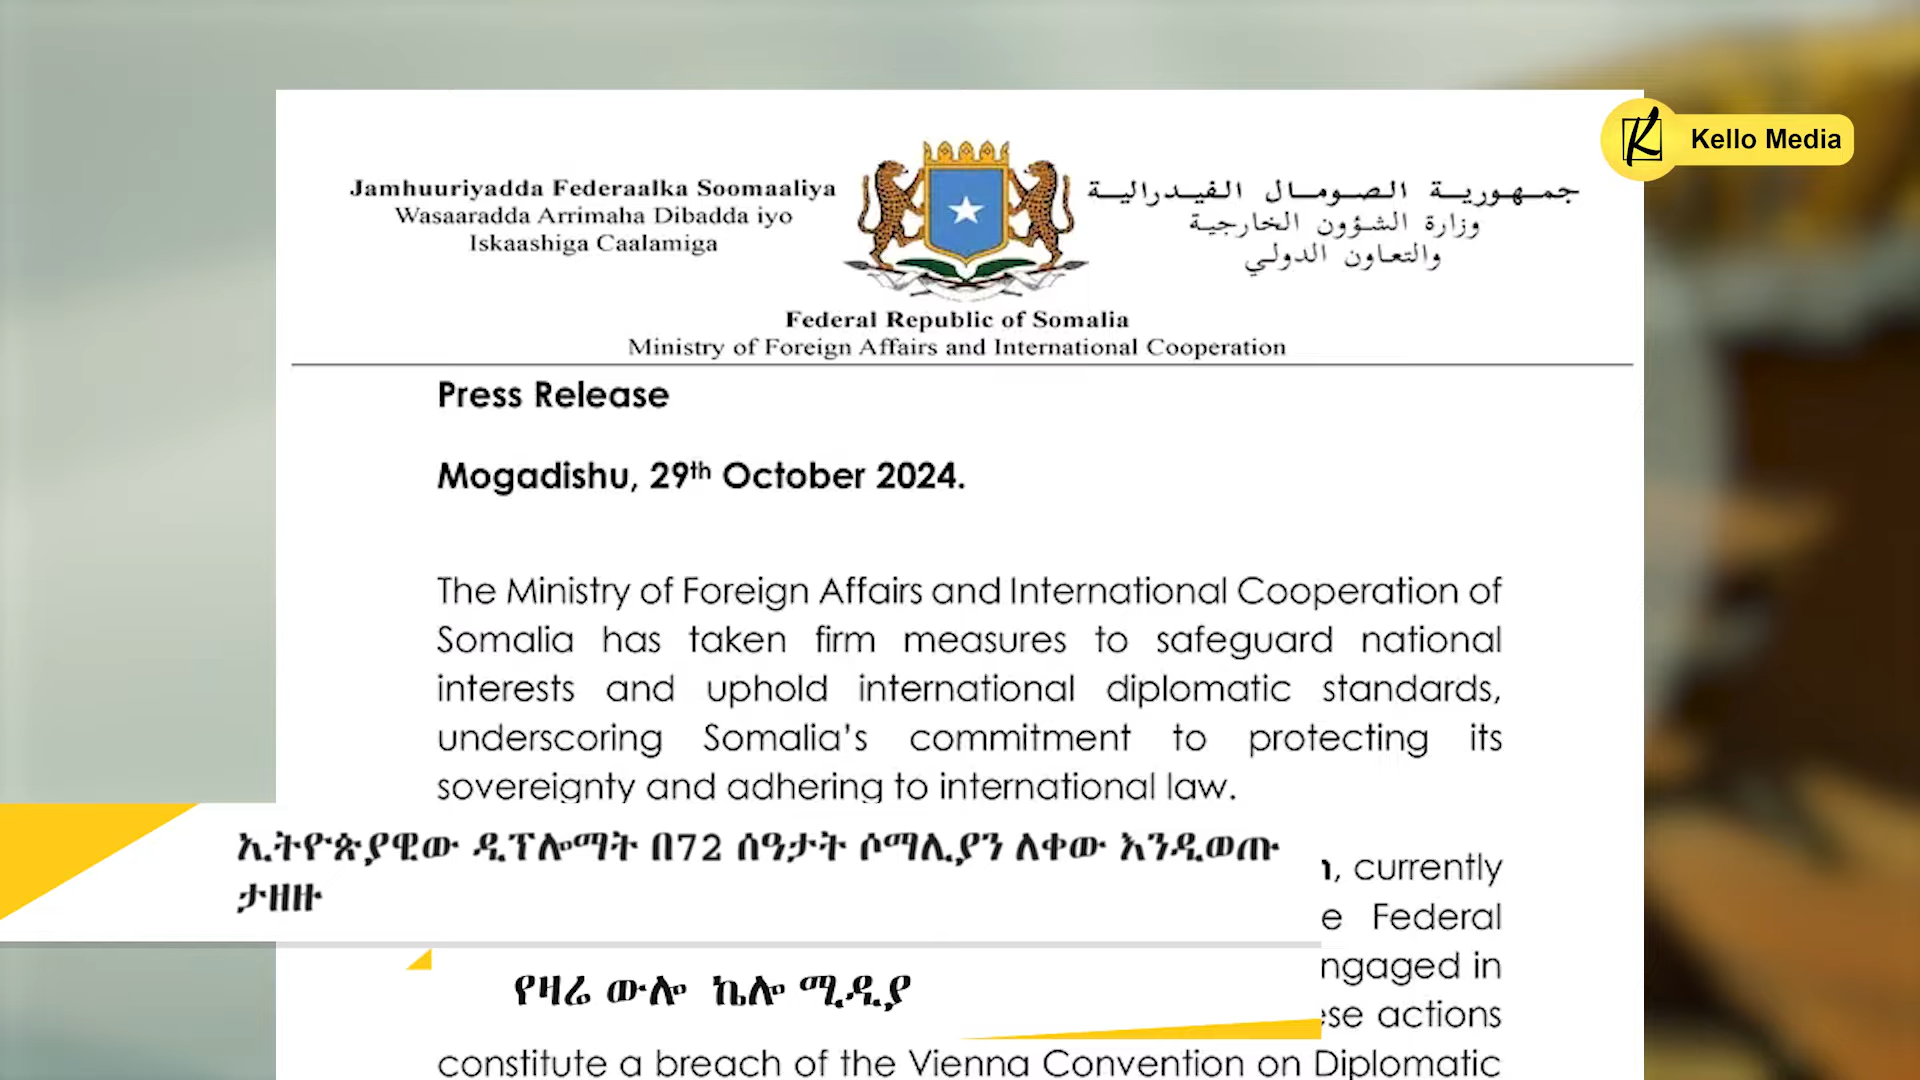 Kello Media
Jamhuuriyadda Federaalka Soomaaliya
Wasaaradda Arrimaha Dibadda iyo
Iskaashiga Caalamiga
جمهورية الصومال الفيدرالية
وزارة الشؤون الخارجية
والتعاون الدولي
Federal Republic of Somalia
Ministry of Foreign Affairs and International Cooperation
Press Release
Mogadishu, 29th October 2024.
The Ministry of Foreign Affairs and International Cooperation of
Somalia has taken firm measures to safeguard national
interests and uphold international diplomatic standards,
underscoring Somalia's commitment to protecting its
sovereignty and adhering to international law.
, currently
Federal
in
actions
constitute a breach of the Vienna Convention on Diplomatic
ኢትዮጵያዊው ዲፕሎማት በ72 ሰዓታት ሶማሊያን ለቀው እንዲወጡ
ታዘዙ
የዛሬ ውሎ ኬሎ ሚዲያ